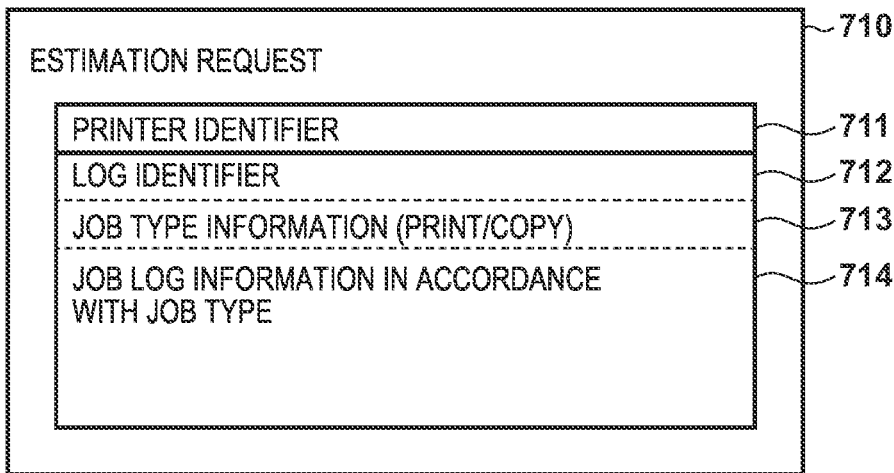 710
ESTIMATION REQUEST
PRINTER IDENTIFIER 711
LOG IDENTIFIER 712
JOB TYPE INFORMATION (PRINT/COPY) 713
JOB LOG INFORMATION IN ACCORDANCE 714
WITH JOB TYPE